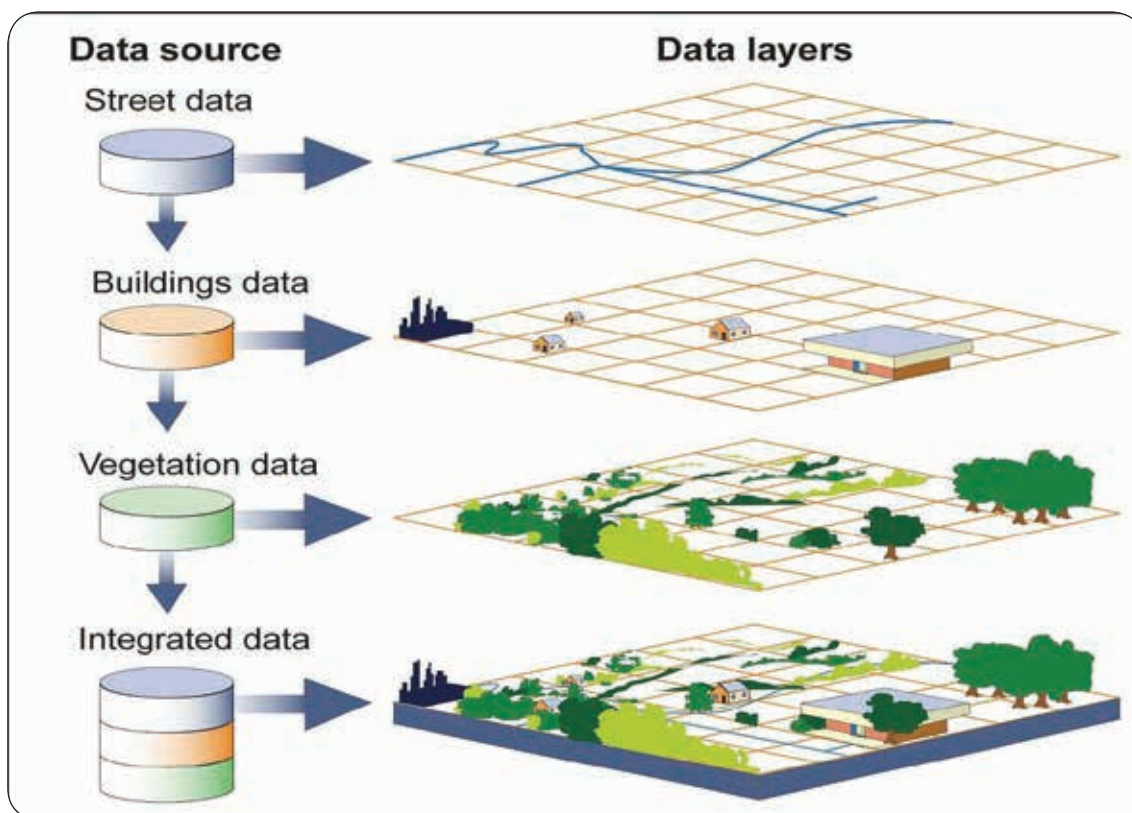 Data source
Data layers
Street data
Buildings data
Vegetation data
Integrated data